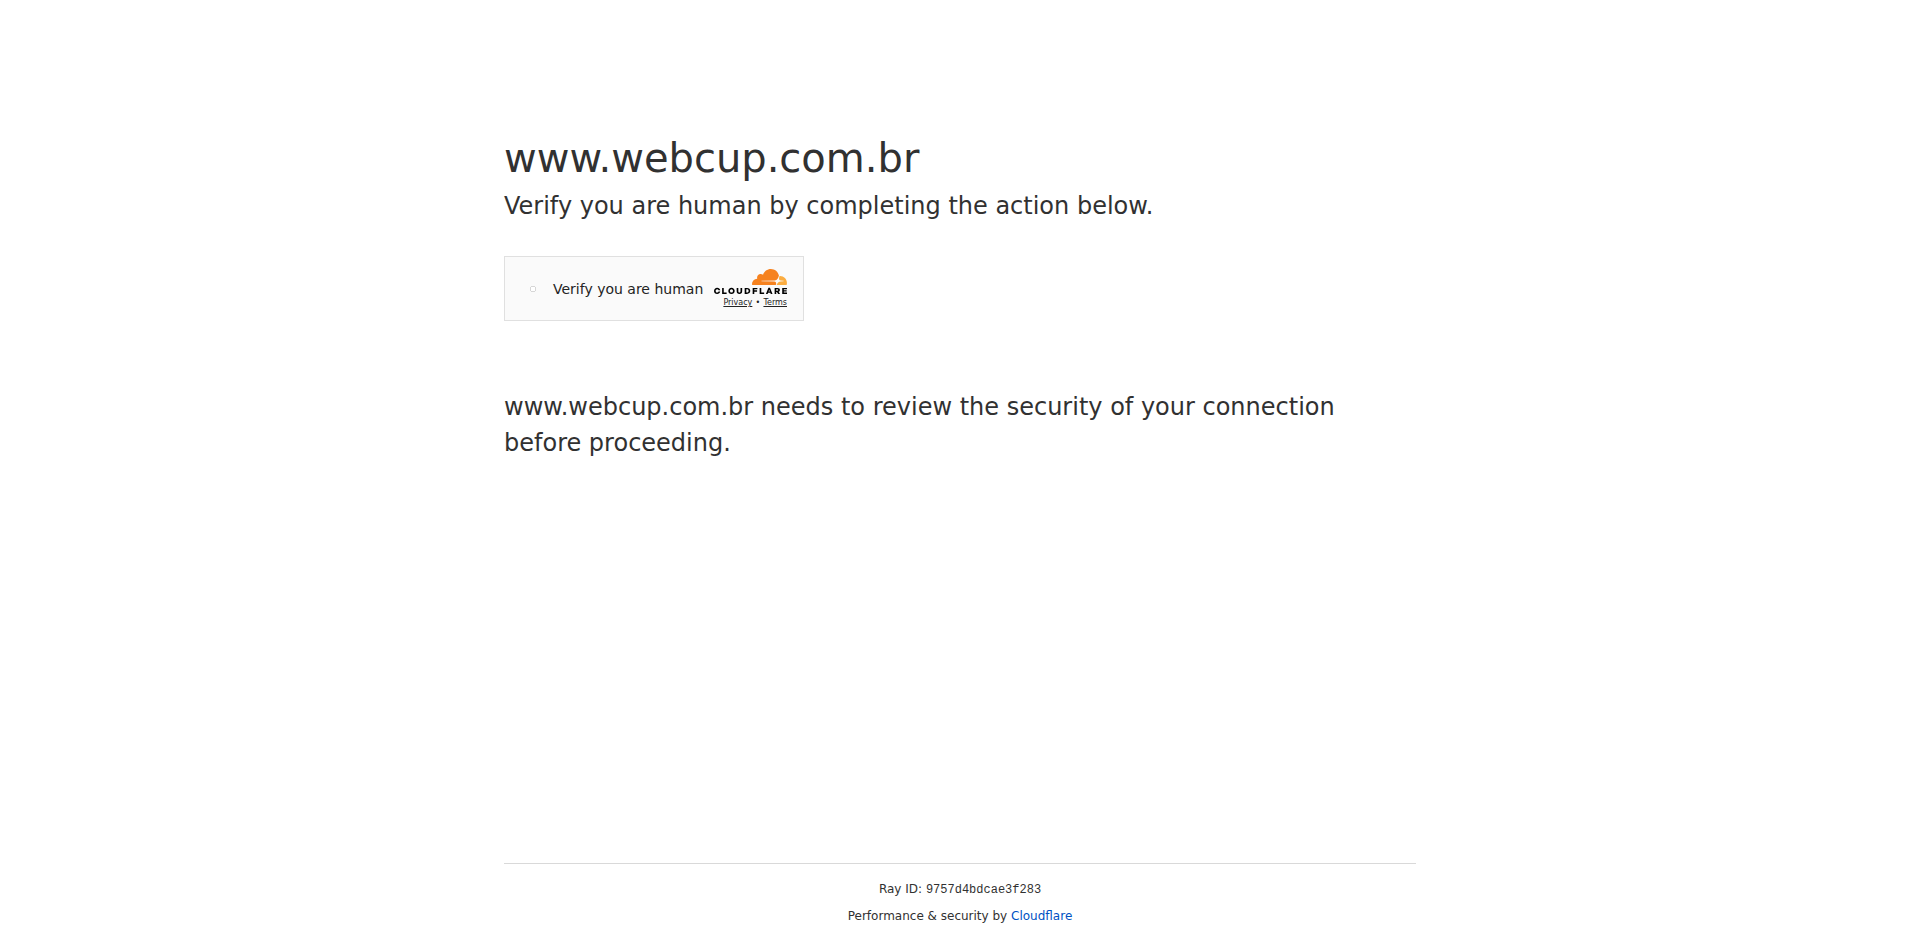 www.webcup.com.br
Verify you are human by completing the action below.
Verify you are human
CLOUDFLARE
Privacy • Terms
www.webcup.com.br needs to review the security of your connection
before proceeding.
Ray ID: 9757d4bdcae3f283
Performance & security by Cloudflare